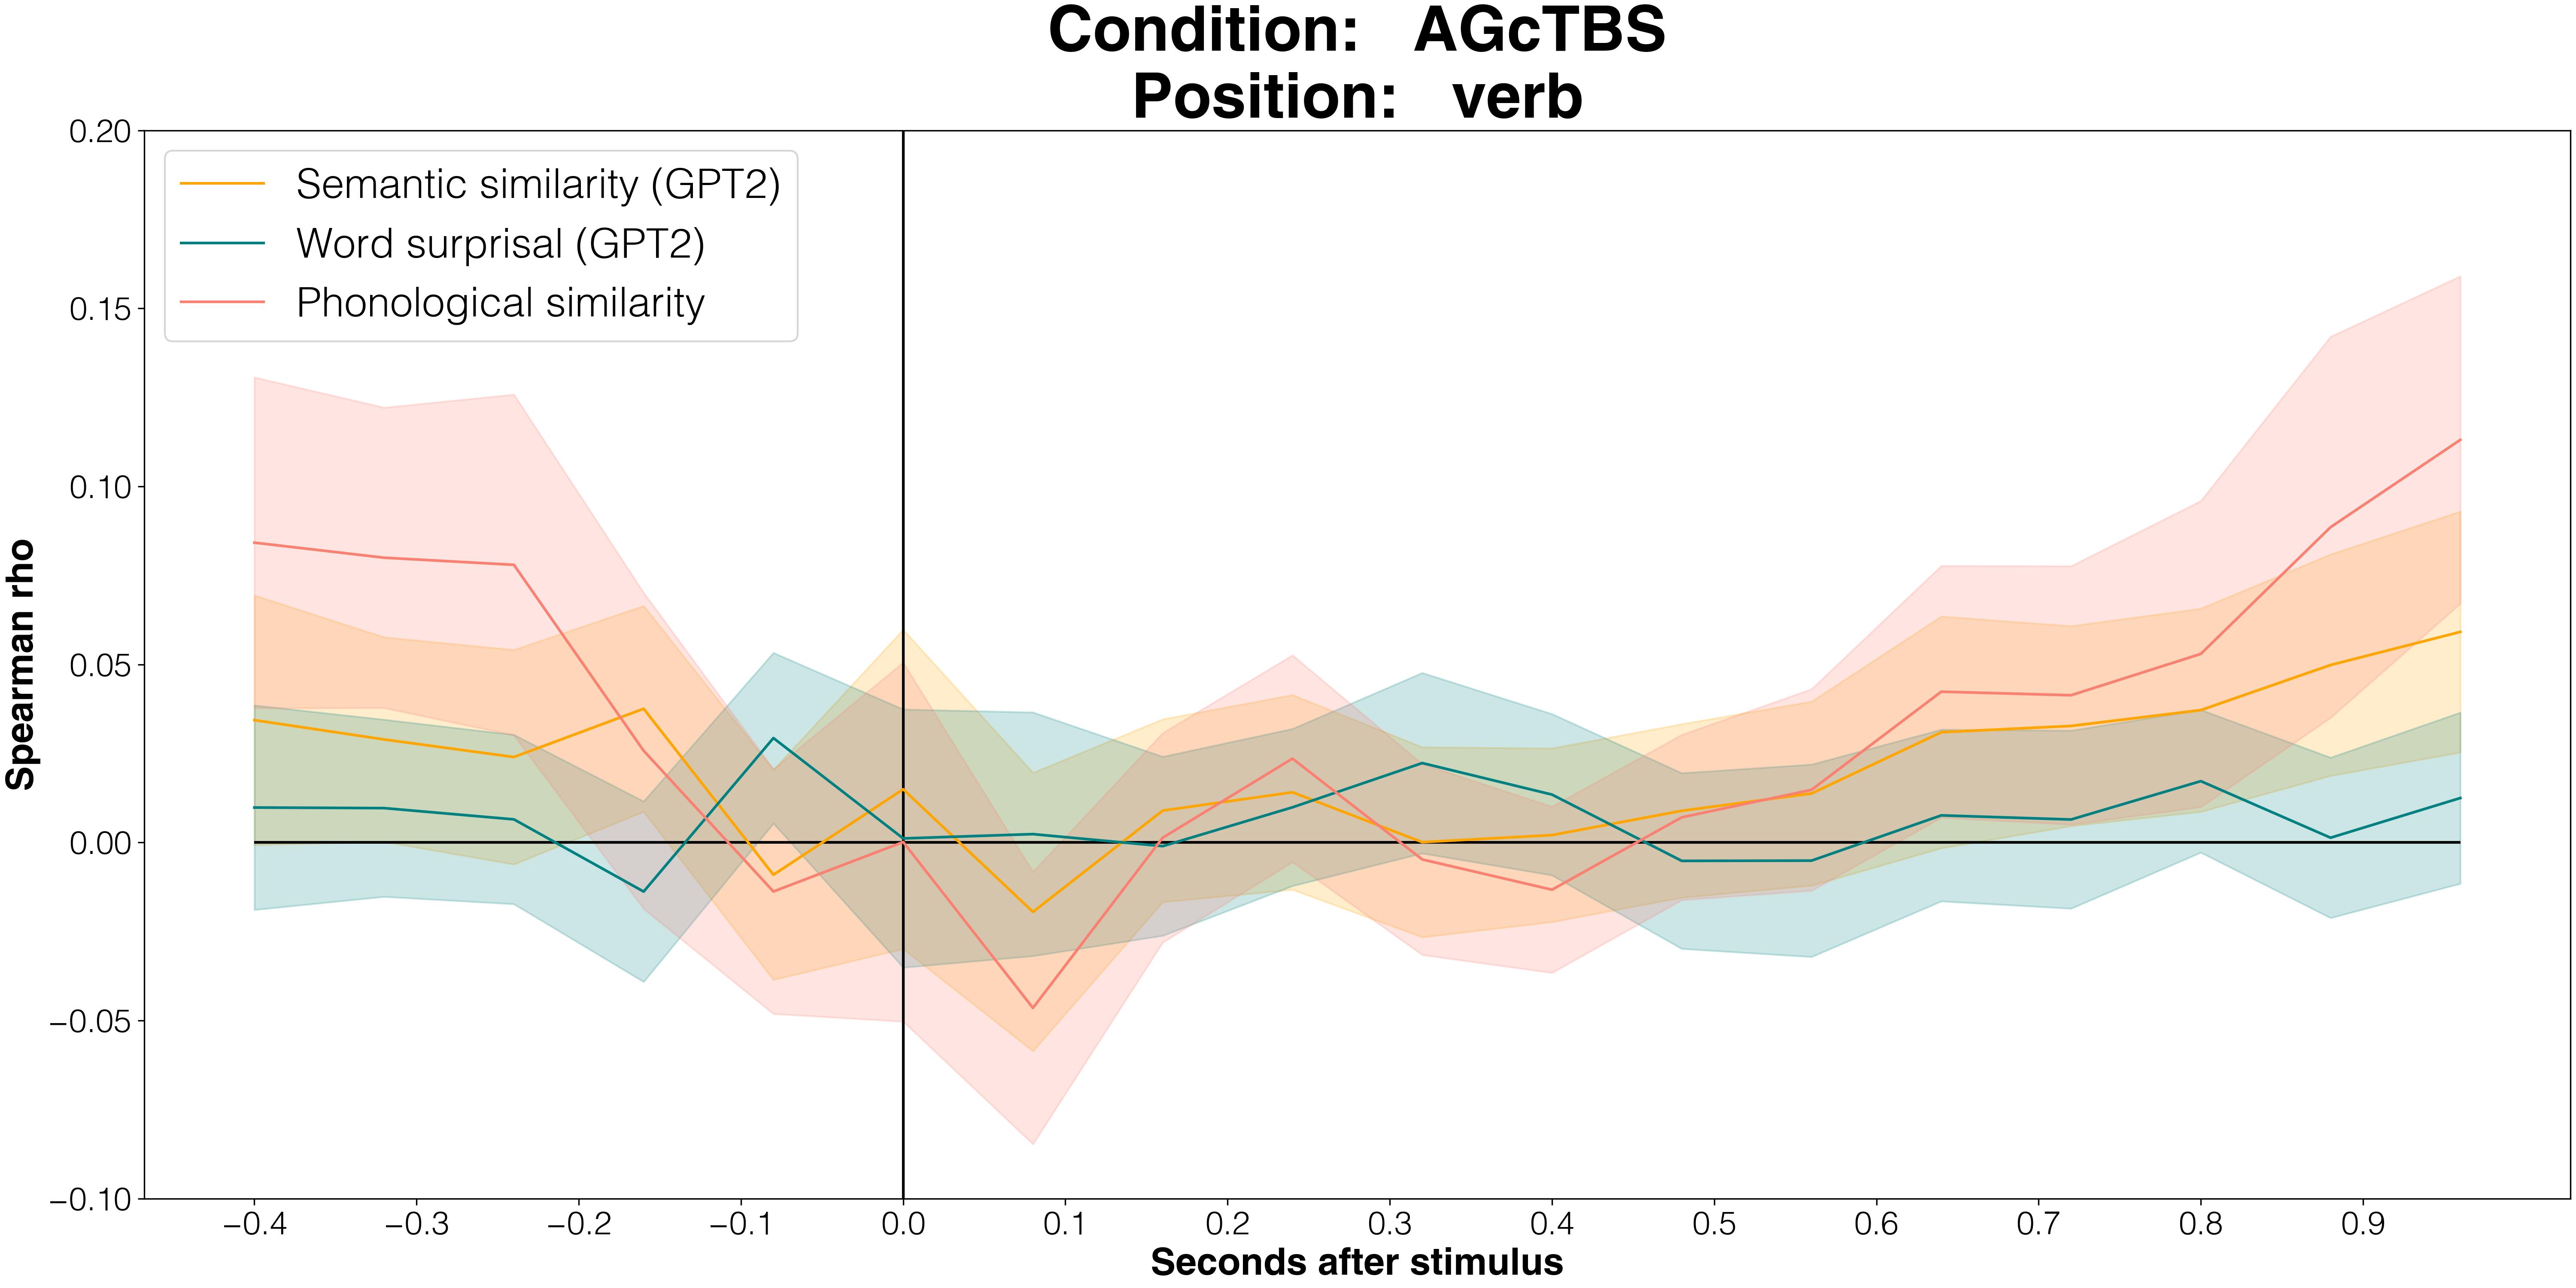 Condition:   AGcTBS
Position:   verb
Semantic similarity (GPT2)
Word surprisal (GPT2)
Phonological similarity
Spearman rho
0.20
0.15
0.10
0.05
0.00
−0.05
−0.10
−0.4 −0.3 −0.2 −0.1 0.0 0.1 0.2 0.3 0.4 0.5 0.6 0.7 0.8 0.9
Seconds after stimulus